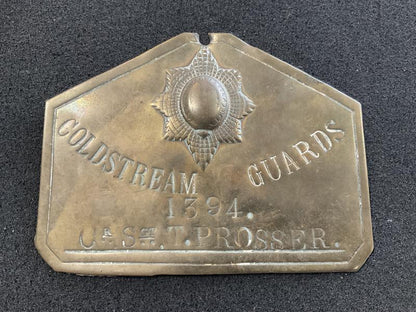 COLDSTREAM GUARDS
1394.
Cr. Sgt. T. PROSSER.